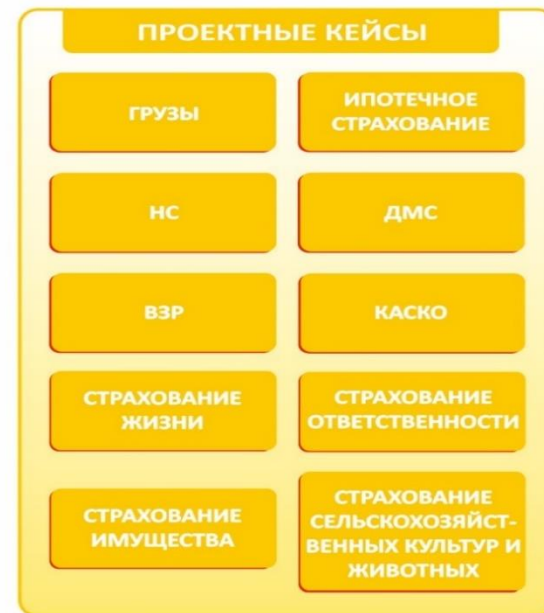 ПРОЕКТНЫЕ КЕЙСЫ
ГРУЗЫ
ИПОТЕЧНОЕ
СТРАХОВАНИЕ
НС
ДМС
ВЗР
КАСКО
СТРАХОВАНИЕ
ЖИЗНИ
СТРАХОВАНИЕ
ОТВЕТСТВЕННОСТИ
СТРАХОВАНИЕ
ИМУЩЕСТВА
СТРАХОВАНИЕ
СЕЛЬСКОХОЗЯЙСТ-
ВЕННЫХ КУЛЬТУР И
ЖИВОТНЫХ